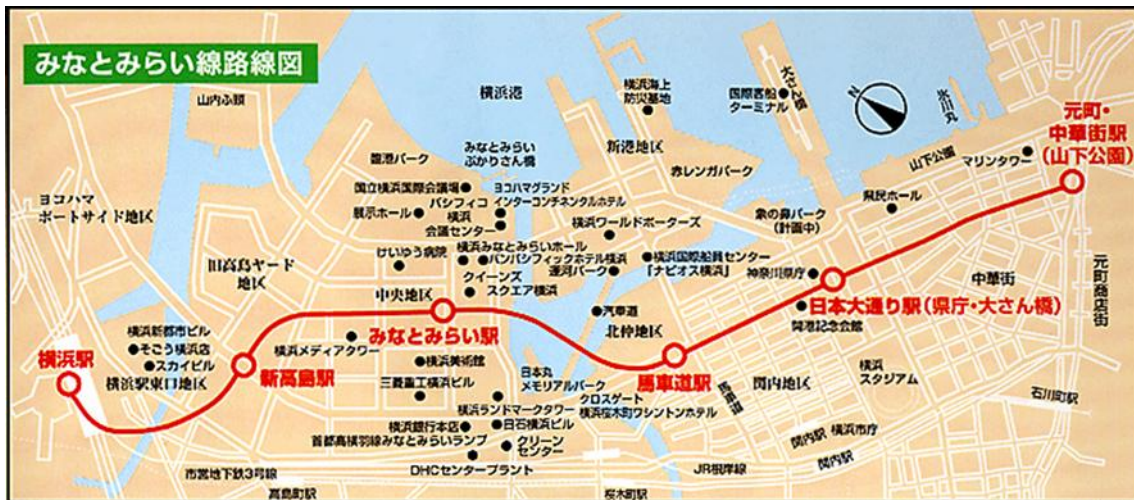 みなとみらい線路線図
山内ふ頭
横浜港
横浜海上
防災基地
国際客船
ターミナル
大さん橋
N
氷川丸
元町・
中華街駅
(山下公園)
みなとみらい
ぷかりさん橋
臨港パーク
新港地区
赤レンガパーク
山下公園
マリンタワー
ヨコハマ
ポートサイド地区
国立横浜国際会議場
パシフィコ
横浜
展示ホール
会議センター
ヨコハマグランド
インターコンチネンタルホテル
県民ホール
象の鼻パーク
(計画中)
横浜ワールドポーターズ
けいゆう病院
横浜みなとみらいホール
パンパシフィックホテル横浜
運河パーク
横浜国際船員センター
「ナビオス横浜」
神奈川県庁
中華街
元町商店街
旧高島ヤード
地区
中央地区
クイーンズ
スクエア横浜
汽車道
北仲地区
日本大通り駅(県庁・大さん橋)
開港記念会館
みなとみらい駅
横浜新都市ビル
そごう横浜店
スカイビル
横浜駅
横浜駅東口地区
新高島駅
横浜メディアタワー
横浜美術館
三菱重工横浜ビル
日本丸
メモリアルパーク
馬車道駅
馬車道
関内地区
横浜
スタジアム
石川町駅
クロスゲート
横浜桜木町ワシントンホテル
横浜ランドマークタワー
横浜銀行本店
日石横浜ビル
首都高横羽線みなとみらいランプ
クリーン
センター
関内駅
横浜市庁
関内駅
市営地下鉄3号線
DHCセンタープラント
JR根岸線
高島町駅
桜木町駅